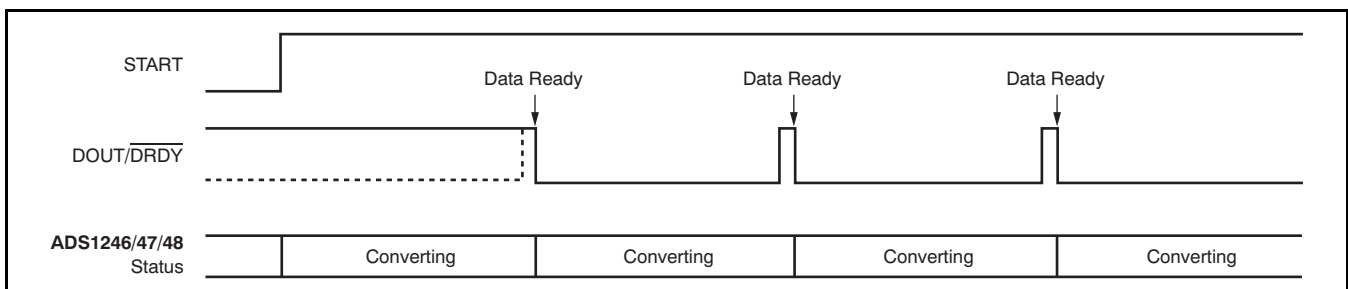 START
Data Ready Data Ready Data Ready
DOUT/DRDY
ADS1246/47/48
Status
Converting Converting Converting Converting